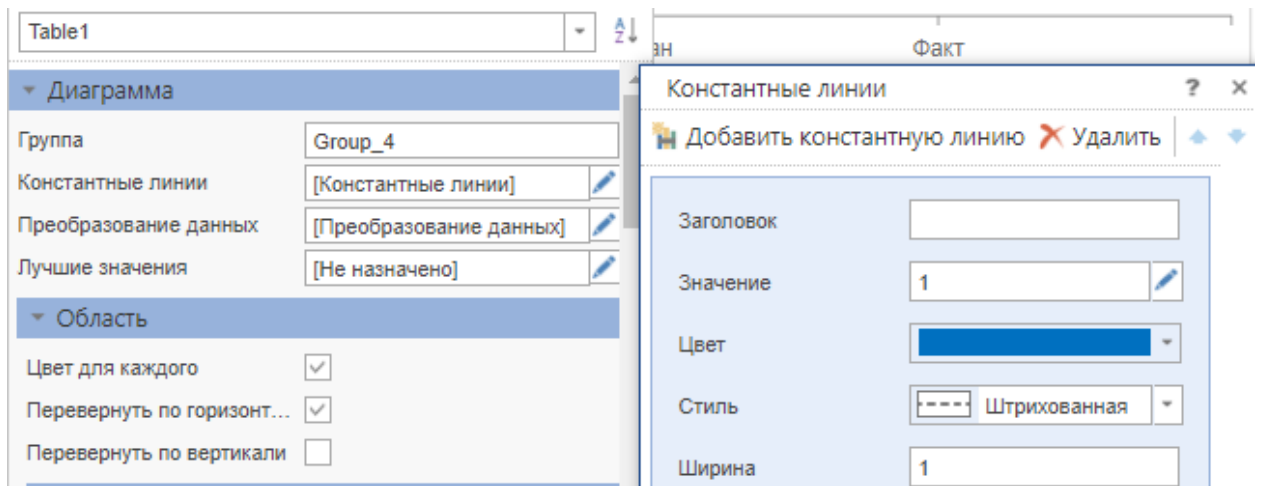 Table1
ан
Факт
Диаграмма
Группа
Group_4
Константные линии
[Константные линии]
Преобразование данных
[Преобразование данных]
Лучшие значения
[Не назначено]
Область
Цвет для каждого
Перевернуть по горизонт...
Перевернуть по вертикали
Константные линии
?
Добавить константную линию
Удалить
Заголовок
Значение
1
Цвет
Стиль
Штрихованная
Ширина
1